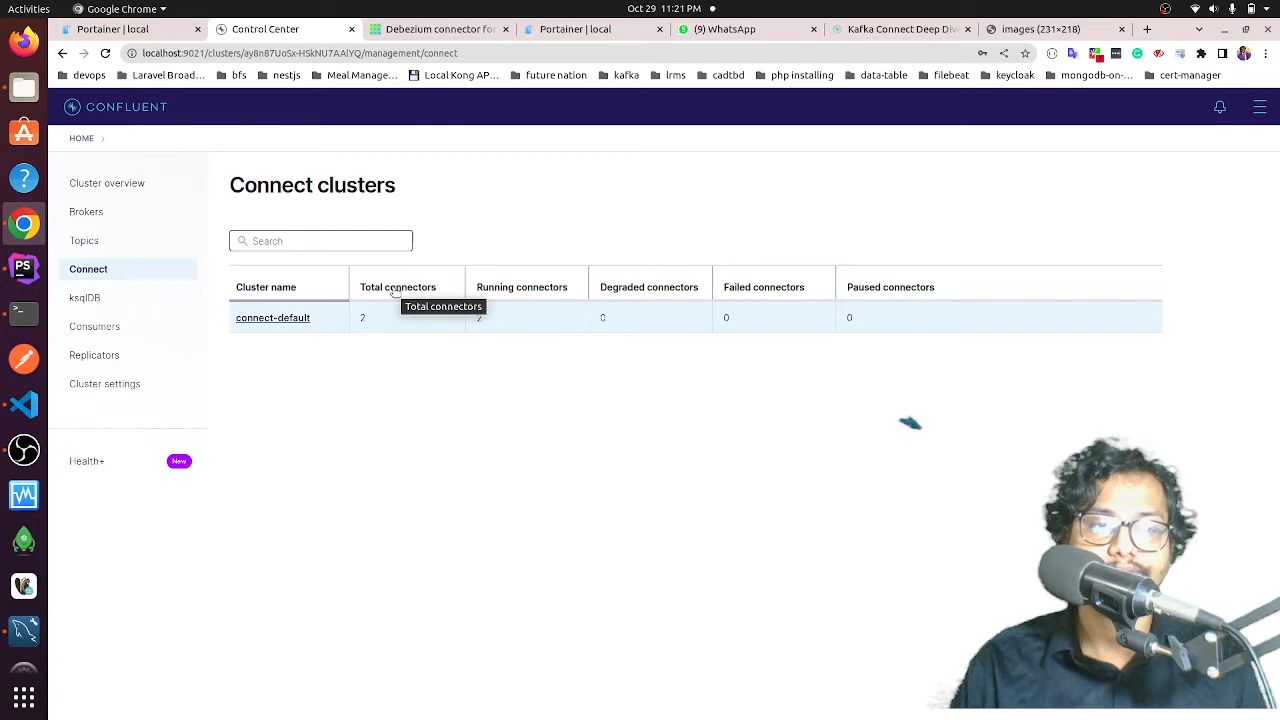 Activities
Google Chrome
Oct 29 11:21 PM
Portainer | local
Control Center
Debezium connector for
Portainer | local
(9) WhatsApp
Kafka Connect Deep Div
images (231×218)
localhost:9021/clusters/ay8n87UoSx-HSkNU7AAlYQ/management/connect
devops
Laravel Broad...
bfs
nestjs
Meal Manage...
Local Kong AP...
future nation
kafka
lrms
cadtbd
php installing
data-table
filebeat
keycloak
mongodb-on-...
cert-manager
CONFLUENT
HOME
Cluster overview
Brokers
Topics
Connect
ksqlDB
Consumers
Replicators
Cluster settings
Health+ New
Connect clusters
Search
Cluster name Total connectors Running connectors Degraded connectors Failed connectors Paused connectors
Total connectors
connect-default 2 2 0 0 0